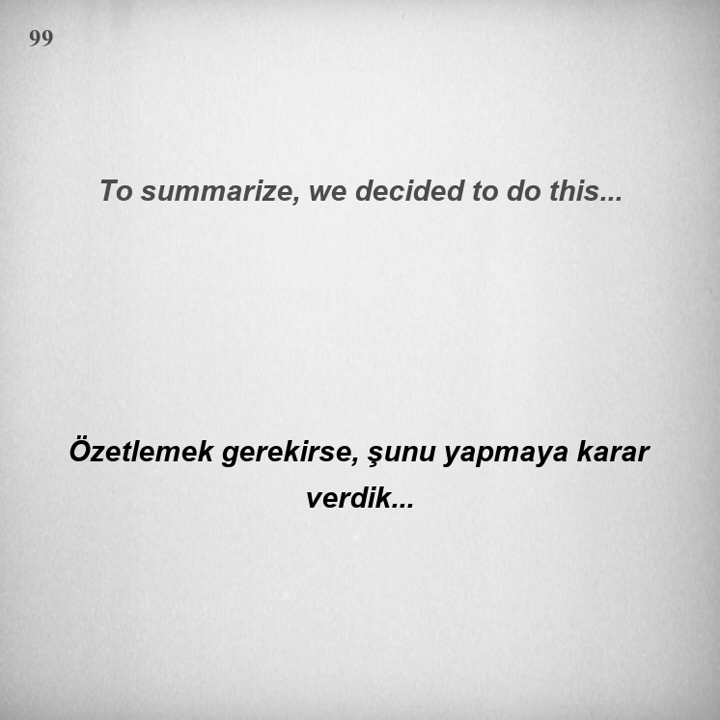 99
To summarize, we decided to do this...
Özetlemek gerekirse, şunu yapmaya karar
verdik...